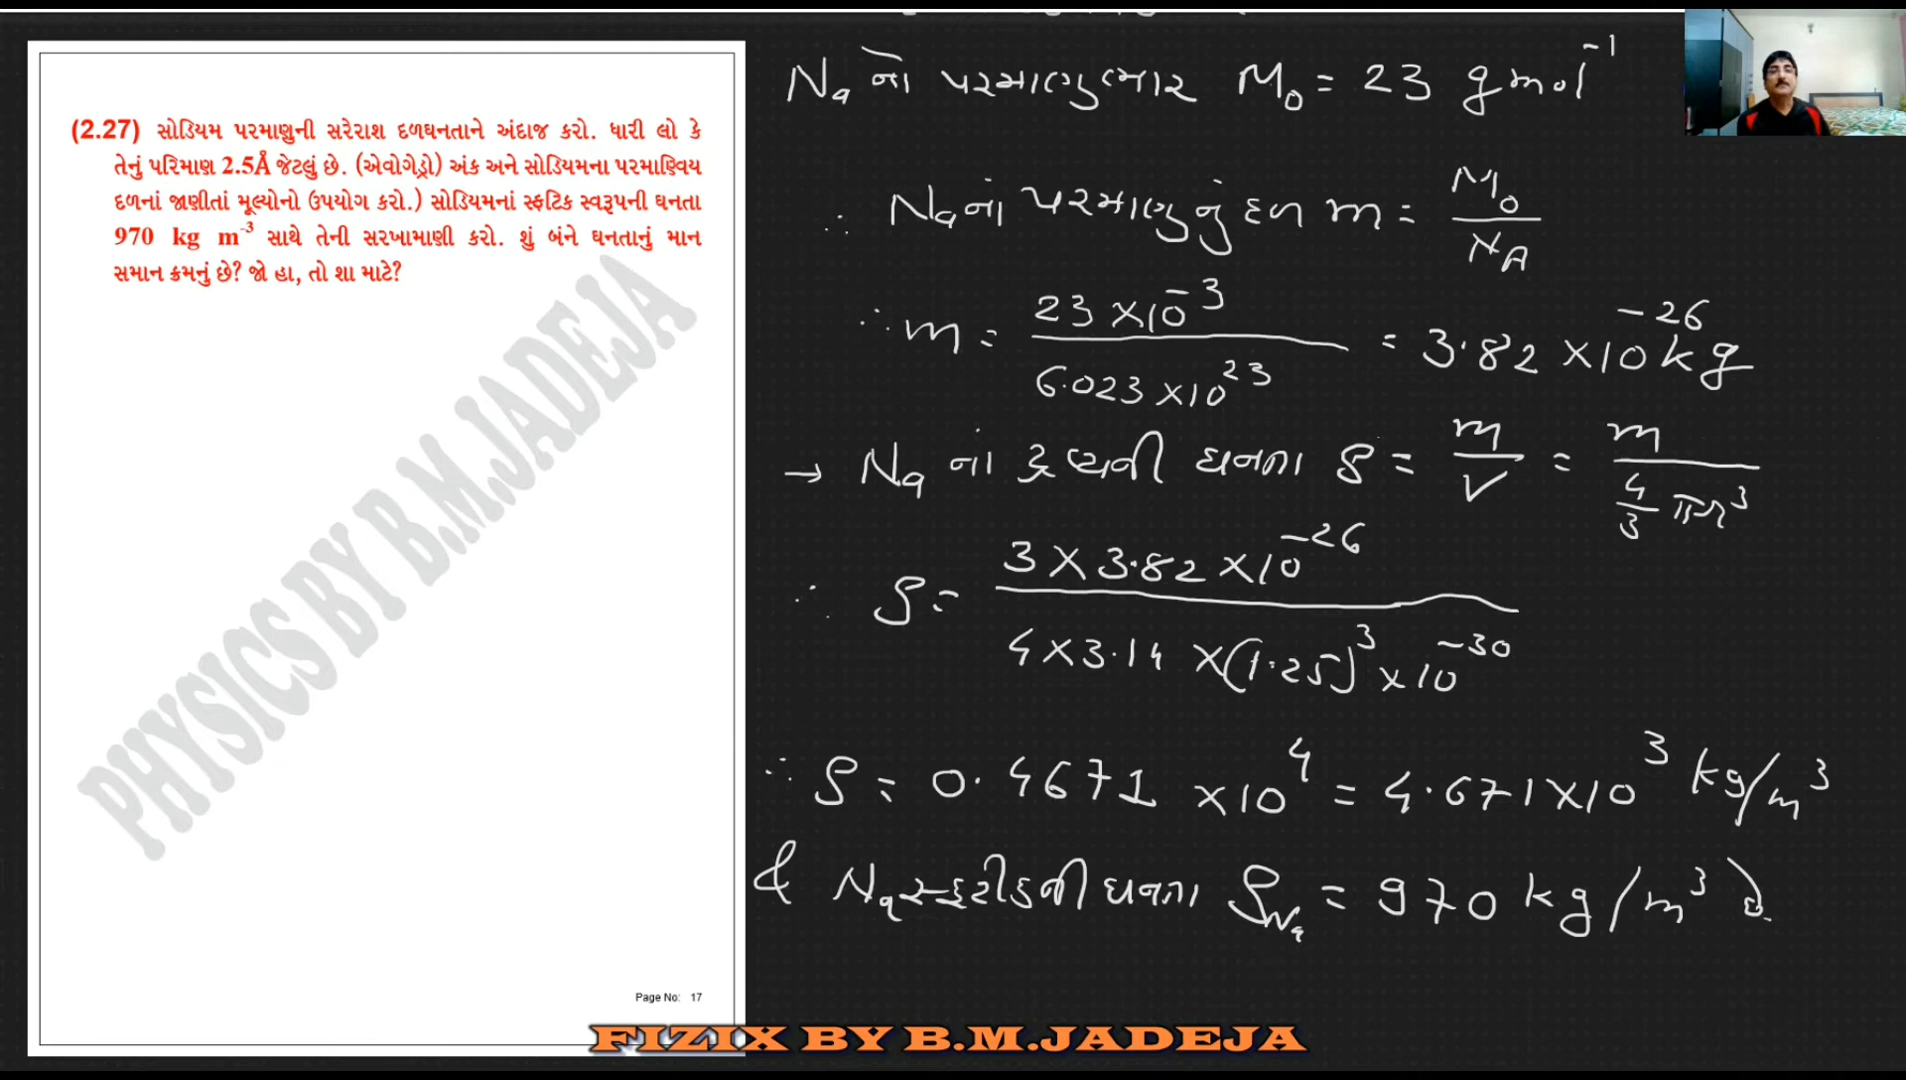 (2.27) સોડિયમ પરમાણુની સરેરાશ દળઘનતાને અંદાજ કરો. ધારી લો કે
તેનું પરિમાણ 2.5Å જેટલું છે. (એવોગેડ્રો) અંક અને સોડિયમના પરમાણ્વિય
દળનાં જાણીતાં મૂલ્યોનો ઉપયોગ કરો.) સોડિયમનાં સ્ફટિક સ્વરૂપની ઘનતા
970 kg m⁻³ સાથે તેની સરખામાણી કરો. શું બંને ઘનતાનું માન
સમાન ક્રમનું છે? જો હા, તો શા માટે?
PHYSICS BY B.M.JADEJA
Page No: 17
Na નો પરમાણુભાર M₀ = 23 g mol⁻¹
∴ Na નાં પરમાણુનું દળ m = M₀/N_A
∴ m = 23 × 10⁻³ / 6.023 × 10²³ = 3.82 × 10⁻²⁶ kg
→ Na નાં દ્રવ્યની ઘનતા ρ = m/V = m / (4/3 πr³)
∴ ρ = 3 × 3.82 × 10⁻²⁶ / 4 × 3.14 × (1.25)³ × 10⁻³⁰
∴ ρ = 0.4671 × 10⁴ = 4.671 × 10³ kg/m³
& Na સ્ફટીકની ઘનતા ρ_Na = 970 kg/m³ છે.
FIZIX BY B.M.JADEJA